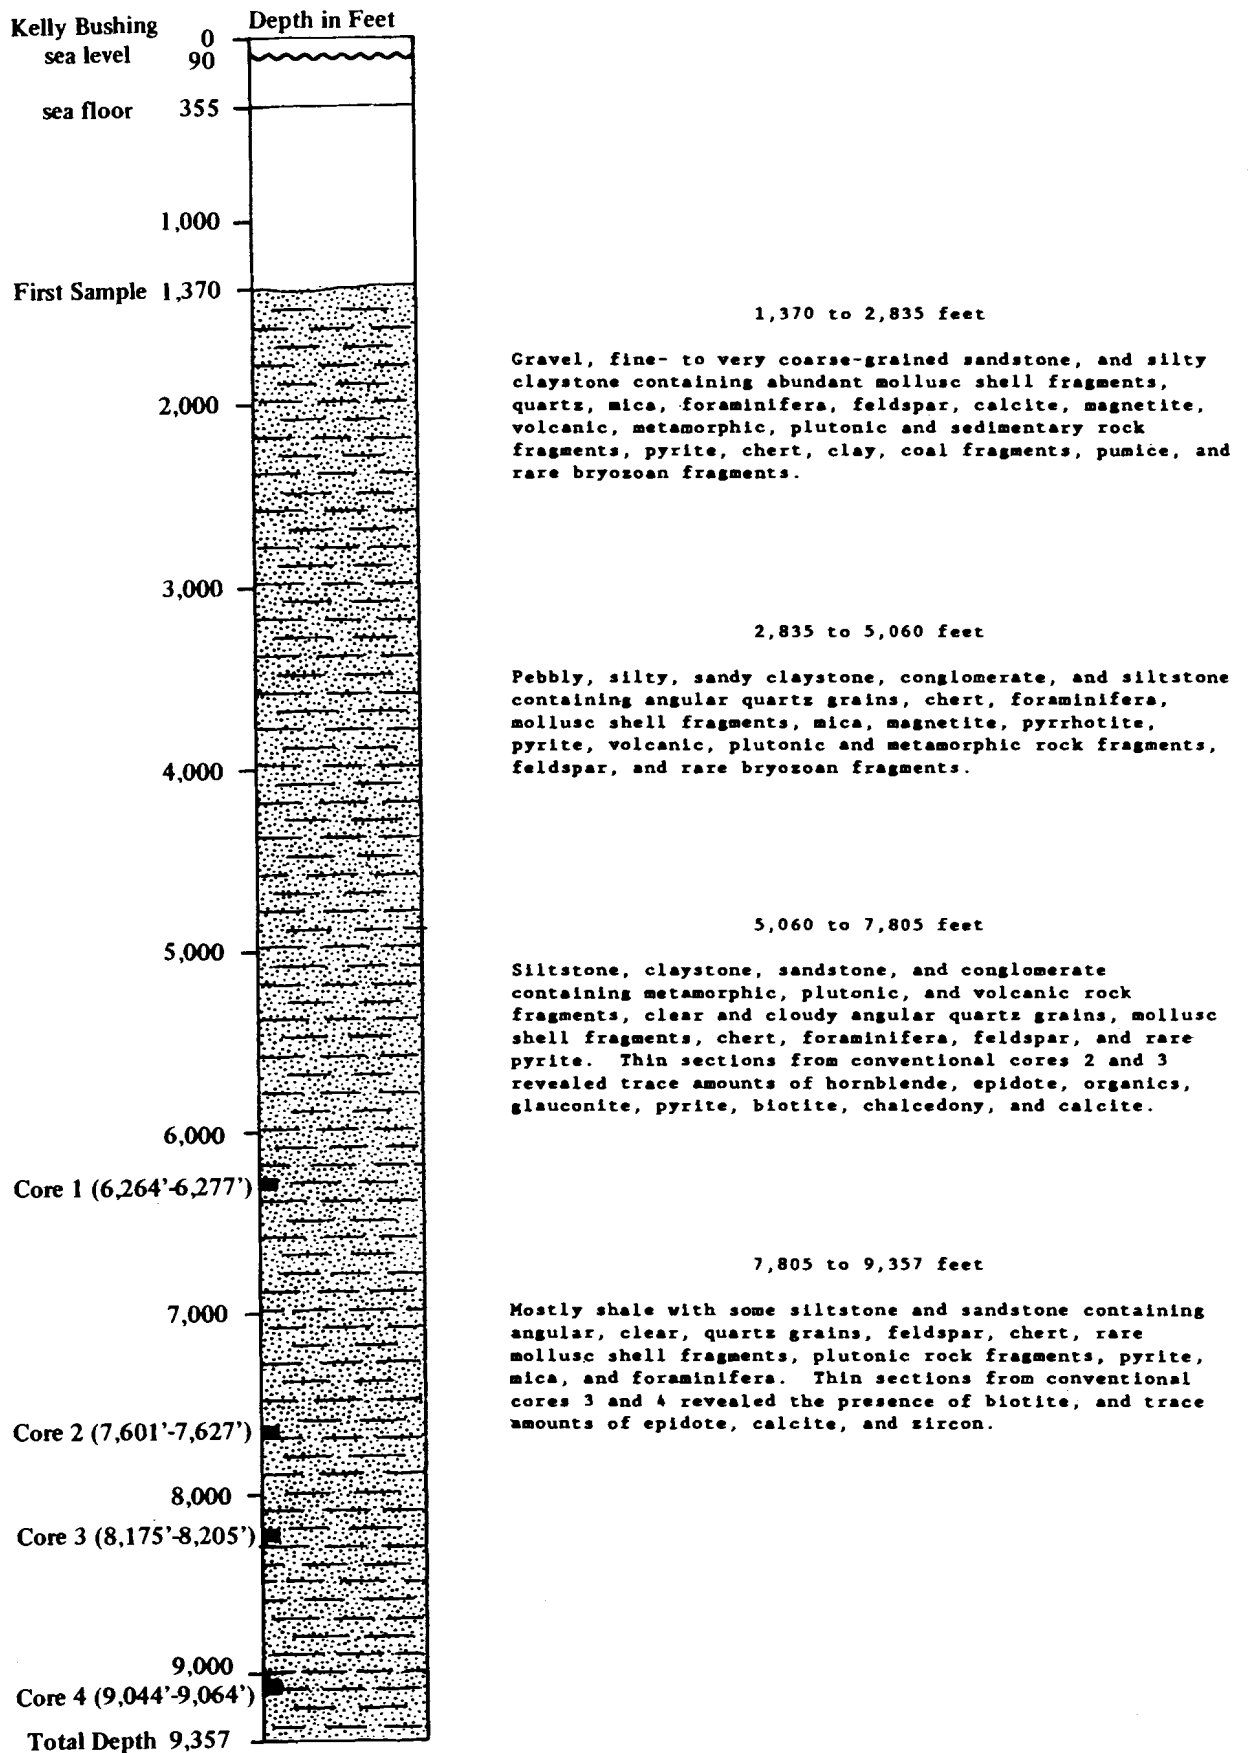 Depth in Feet
Kelly Bushing 0
sea level 90
sea floor 355
1,000
First Sample 1,370
2,000
3,000
4,000
5,000
6,000
Core 1 (6,264'-6,277')
7,000
Core 2 (7,601'-7,627')
8,000
Core 3 (8,175'-8,205')
9,000
Core 4 (9,044'-9,064')
Total Depth 9,357
1,370 to 2,835 feet
Gravel, fine- to very coarse-grained sandstone, and silty
claystone containing abundant mollusc shell fragments,
quartz, mica, foraminifera, feldspar, calcite, magnetite,
volcanic, metamorphic, plutonic and sedimentary rock
fragments, pyrite, chert, clay, coal fragments, pumice, and
rare bryozoan fragments.
2,835 to 5,060 feet
Pebbly, silty, sandy claystone, conglomerate, and siltstone
containing angular quartz grains, chert, foraminifera,
mollusc shell fragments, mica, magnetite, pyrrhotite,
pyrite, volcanic, plutonic and metamorphic rock fragments,
feldspar, and rare bryozoan fragments.
5,060 to 7,805 feet
Siltstone, claystone, sandstone, and conglomerate
containing metamorphic, plutonic, and volcanic rock
fragments, clear and cloudy angular quartz grains, mollusc
shell fragments, chert, foraminifera, feldspar, and rare
pyrite. Thin sections from conventional cores 2 and 3
revealed trace amounts of hornblende, epidote, organics,
glauconite, pyrite, biotite, chalcedony, and calcite.
7,805 to 9,357 feet
Mostly shale with some siltstone and sandstone containing
angular, clear, quartz grains, feldspar, chert, rare
mollusc shell fragments, plutonic rock fragments, pyrite,
mica, and foraminifera. Thin sections from conventional
cores 3 and 4 revealed the presence of biotite, and trace
amounts of epidote, calcite, and zircon.